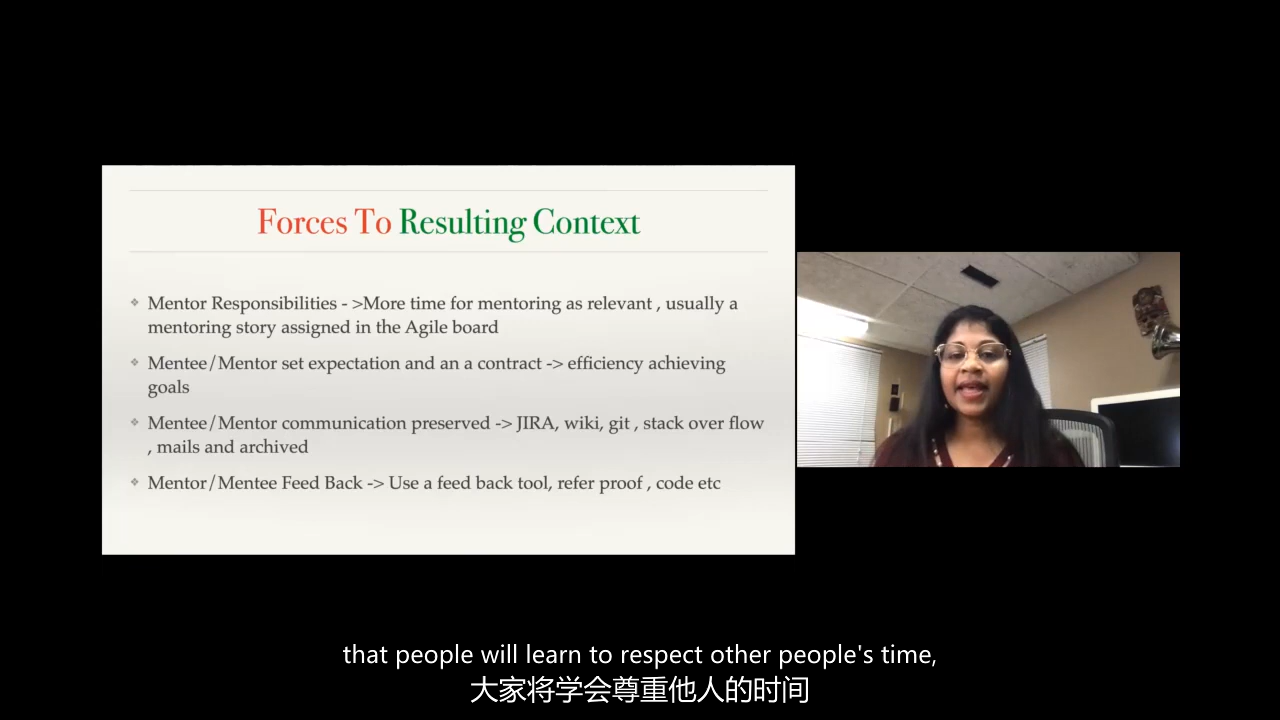 Forces To Resulting Context
Mentor Responsibilities - >More time for mentoring as relevant , usually a
mentoring story assigned in the Agile board
Mentee/Mentor set expectation and an a contract -> efficiency achieving
goals
Mentee/Mentor communication preserved -> JIRA, wiki, git , stack over flow
, mails and archived
Mentor/Mentee Feed Back -> Use a feed back tool, refer proof , code etc
that people will learn to respect other people's time,
大家将学会尊重他人的时间